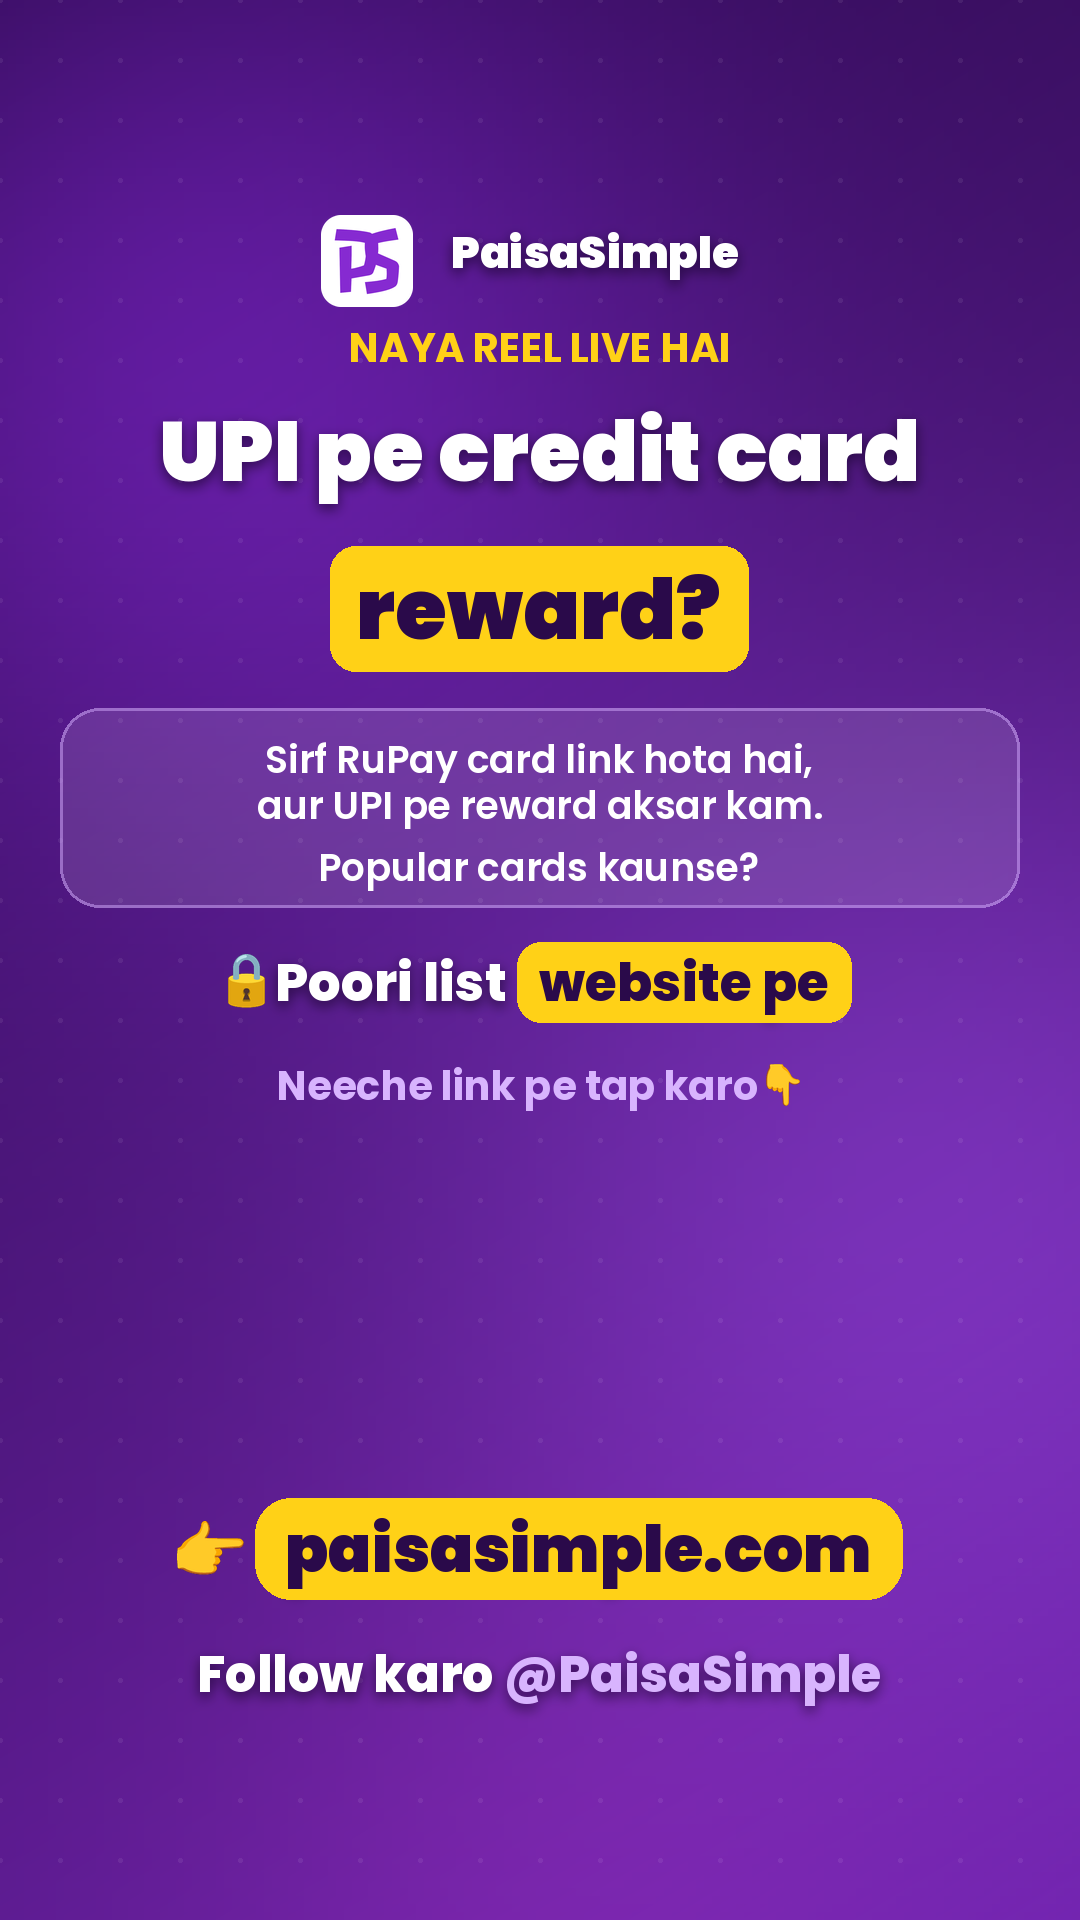 PS PaisaSimple
NAYA REEL LIVE HAI
UPI pe credit card
reward?
Sirf RuPay card link hota hai,
aur UPI pe reward aksar kam.
Popular cards kaunse?
🔒Poori list website pe
Neeche link pe tap karo👇
👉 paisasimple.com
Follow karo @PaisaSimple